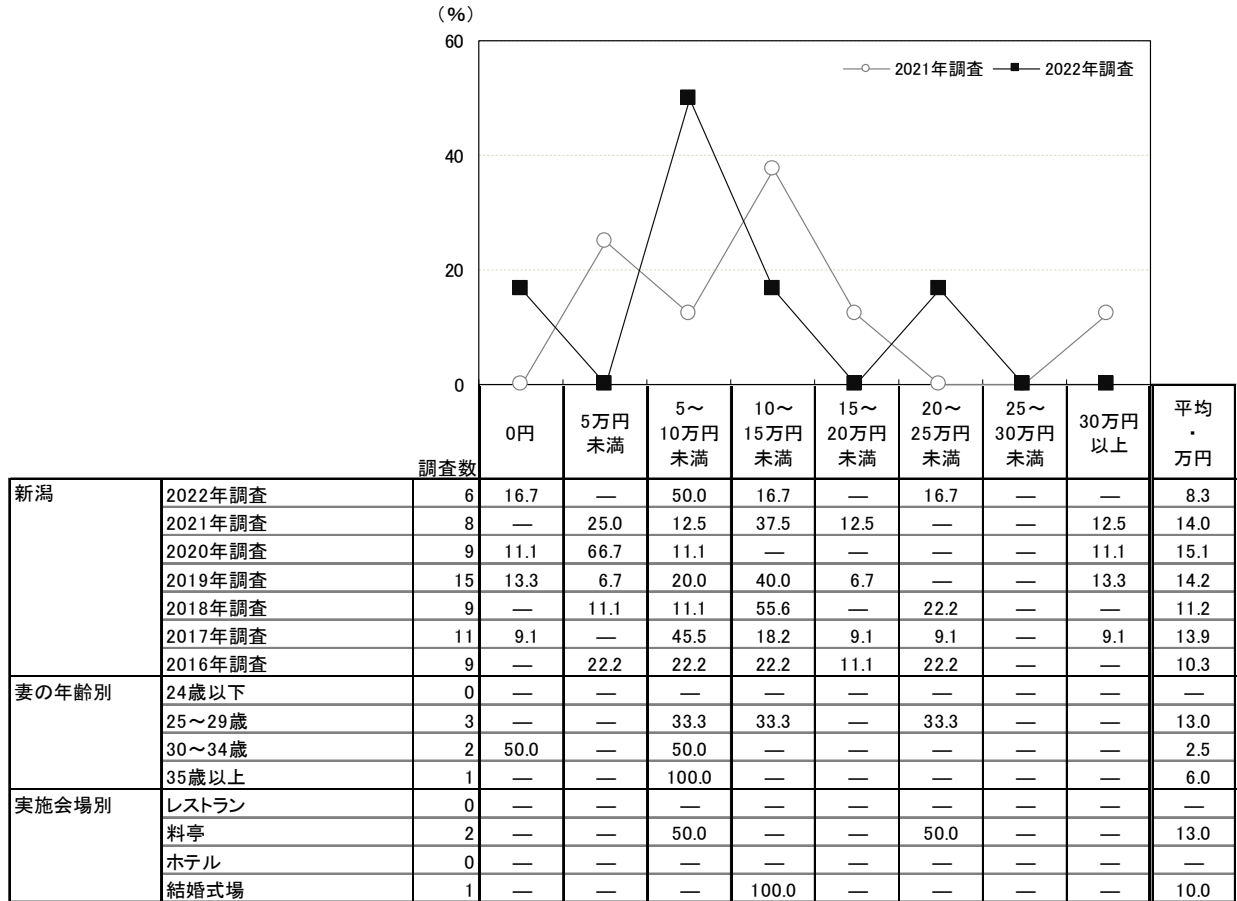 （%）
60
40
20
0
2021年調査 2022年調査
調査数 0円 5万円未満 5～10万円未満 10～15万円未満 15～20万円未満 20～25万円未満 25～30万円未満 30万円以上 平均・万円
新潟 2022年調査 6 16.7 ― 50.0 16.7 ― 16.7 ― ― 8.3
2021年調査 8 ― 25.0 12.5 37.5 12.5 ― ― 12.5 14.0
2020年調査 9 11.1 66.7 11.1 ― ― ― ― 11.1 15.1
2019年調査 15 13.3 6.7 20.0 40.0 6.7 ― ― 13.3 14.2
2018年調査 9 ― 11.1 11.1 55.6 ― 22.2 ― ― 11.2
2017年調査 11 9.1 ― 45.5 18.2 9.1 9.1 ― 9.1 13.9
2016年調査 9 ― 22.2 22.2 22.2 11.1 22.2 ― ― 10.3
妻の年齢別 24歳以下 0 ― ― ― ― ― ― ― ― ―
25～29歳 3 ― ― 33.3 33.3 ― 33.3 ― ― 13.0
30～34歳 2 50.0 ― 50.0 ― ― ― ― ― 2.5
35歳以上 1 ― ― 100.0 ― ― ― ― ― 6.0
実施会場別 レストラン 0 ― ― ― ― ― ― ― ― ―
料亭 2 ― ― 50.0 ― ― 50.0 ― ― 13.0
ホテル 0 ― ― ― ― ― ― ― ― ―
結婚式場 1 ― ― ― 100.0 ― ― ― ― 10.0